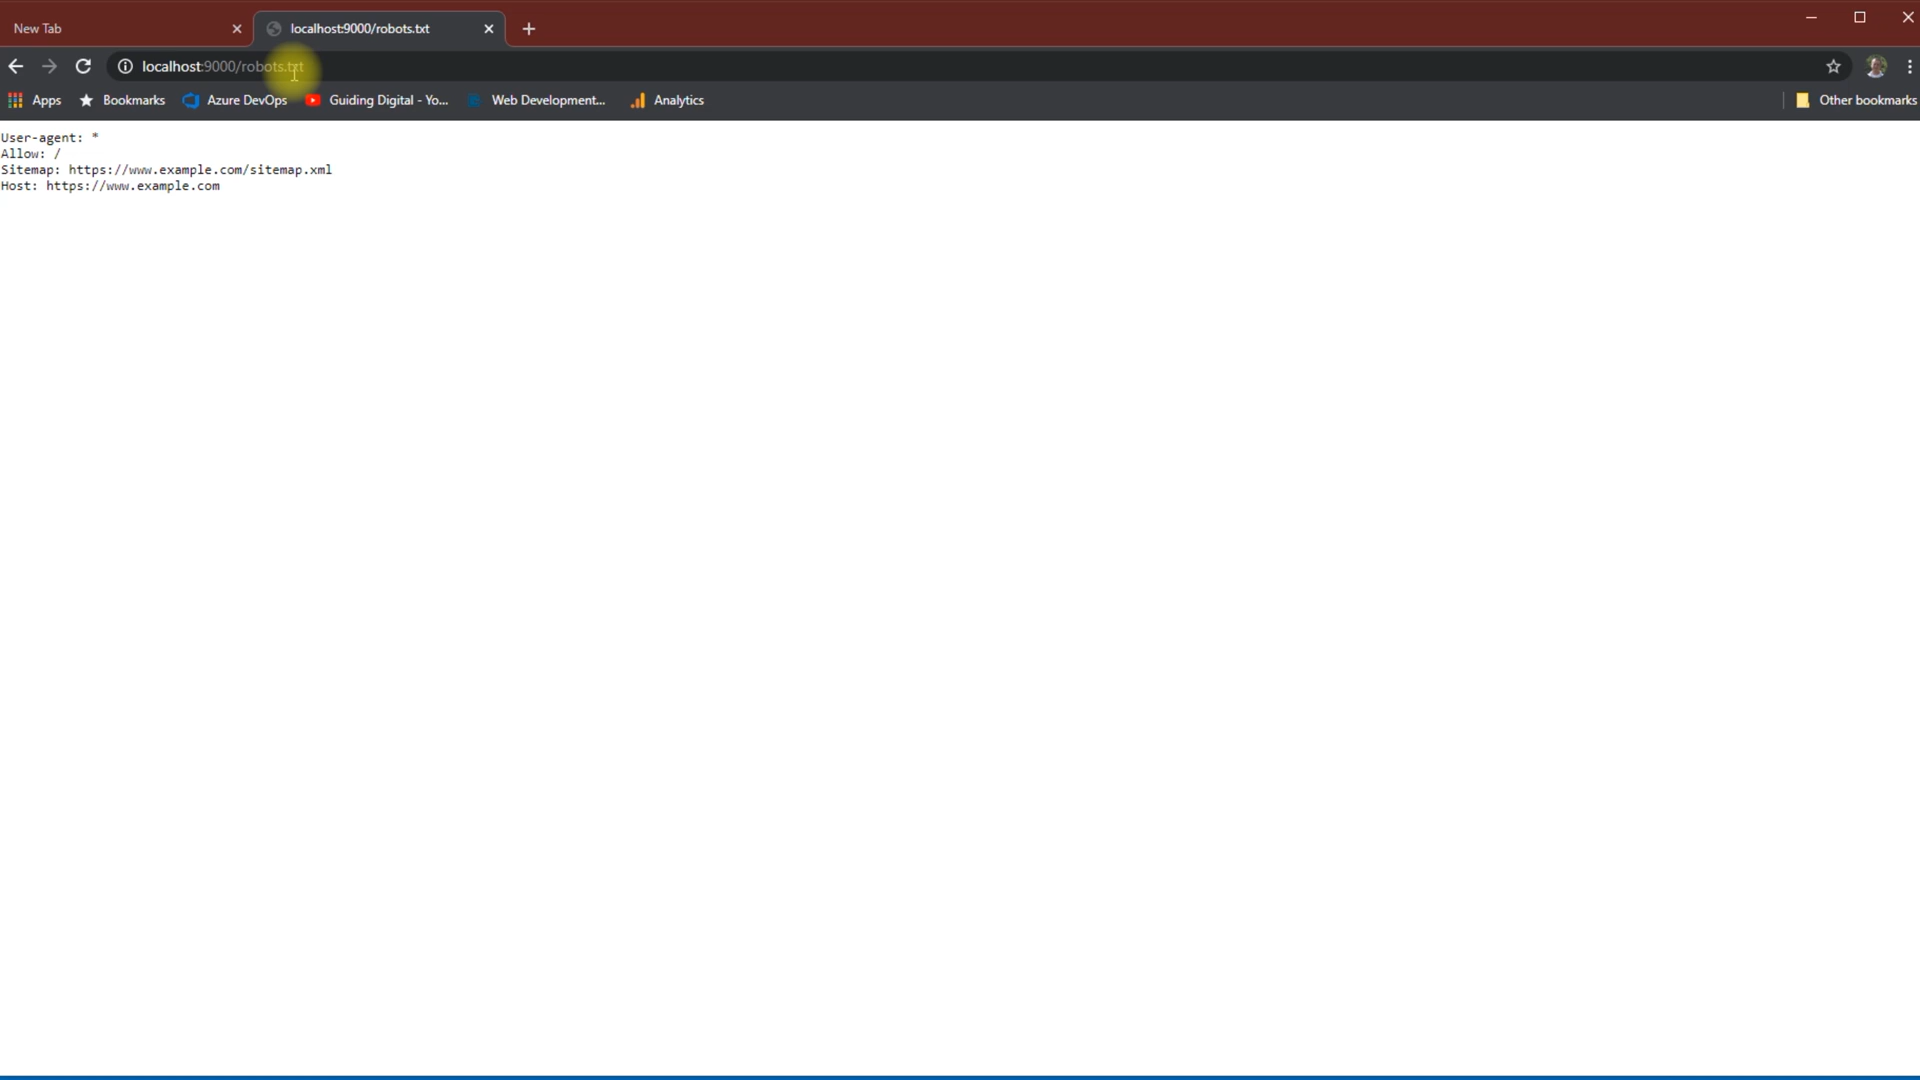 New Tab
localhost:9000/robots.txt
localhost:9000/robots.txt
Apps
Bookmarks
Azure DevOps
Guiding Digital - Yo...
Web Development...
Analytics
Other bookmarks
User-agent: *
Allow: /
Sitemap: https://www.example.com/sitemap.xml
Host: https://www.example.com